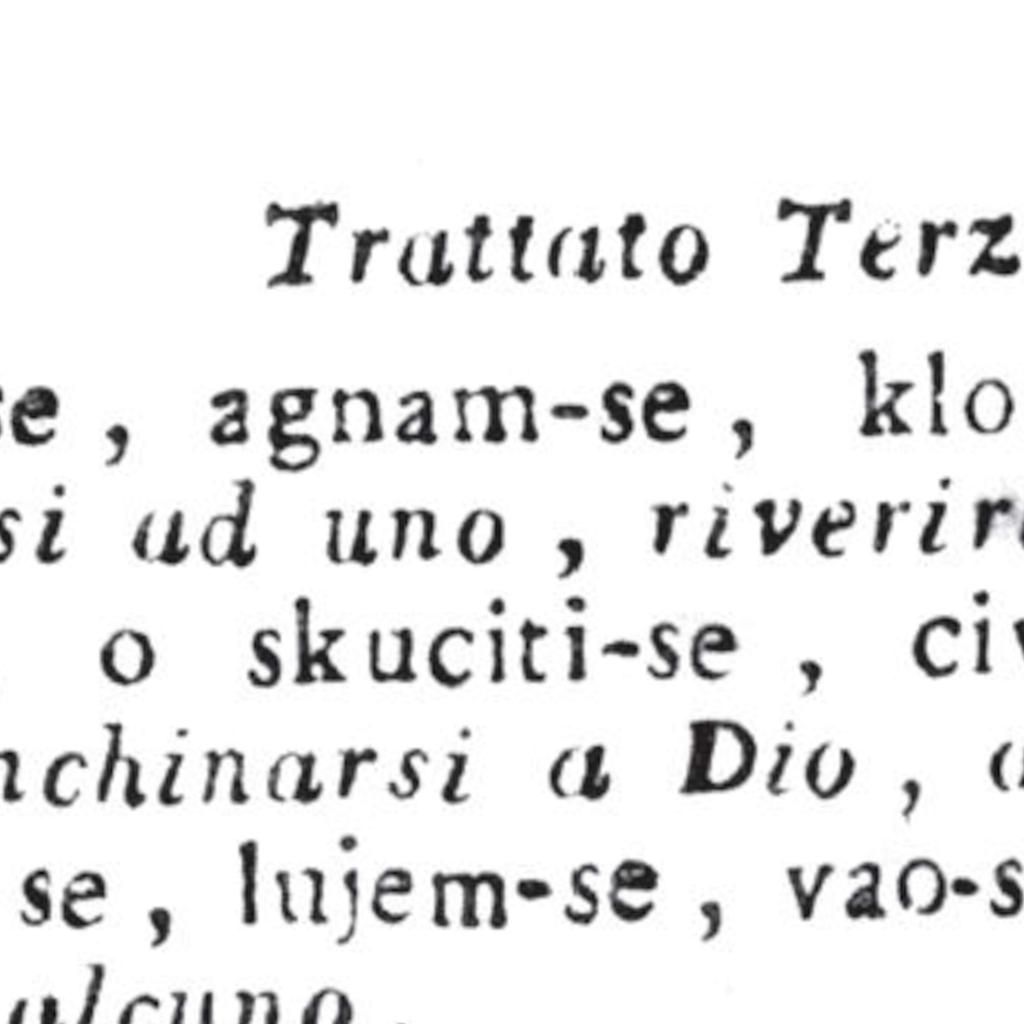 Trattato Terz
se , agnam-se , klo
si ad uno , riverir
o skuciti-se , civ
nchinarsi a Dio , a
se , lujem-se , vao-s
alcuno .